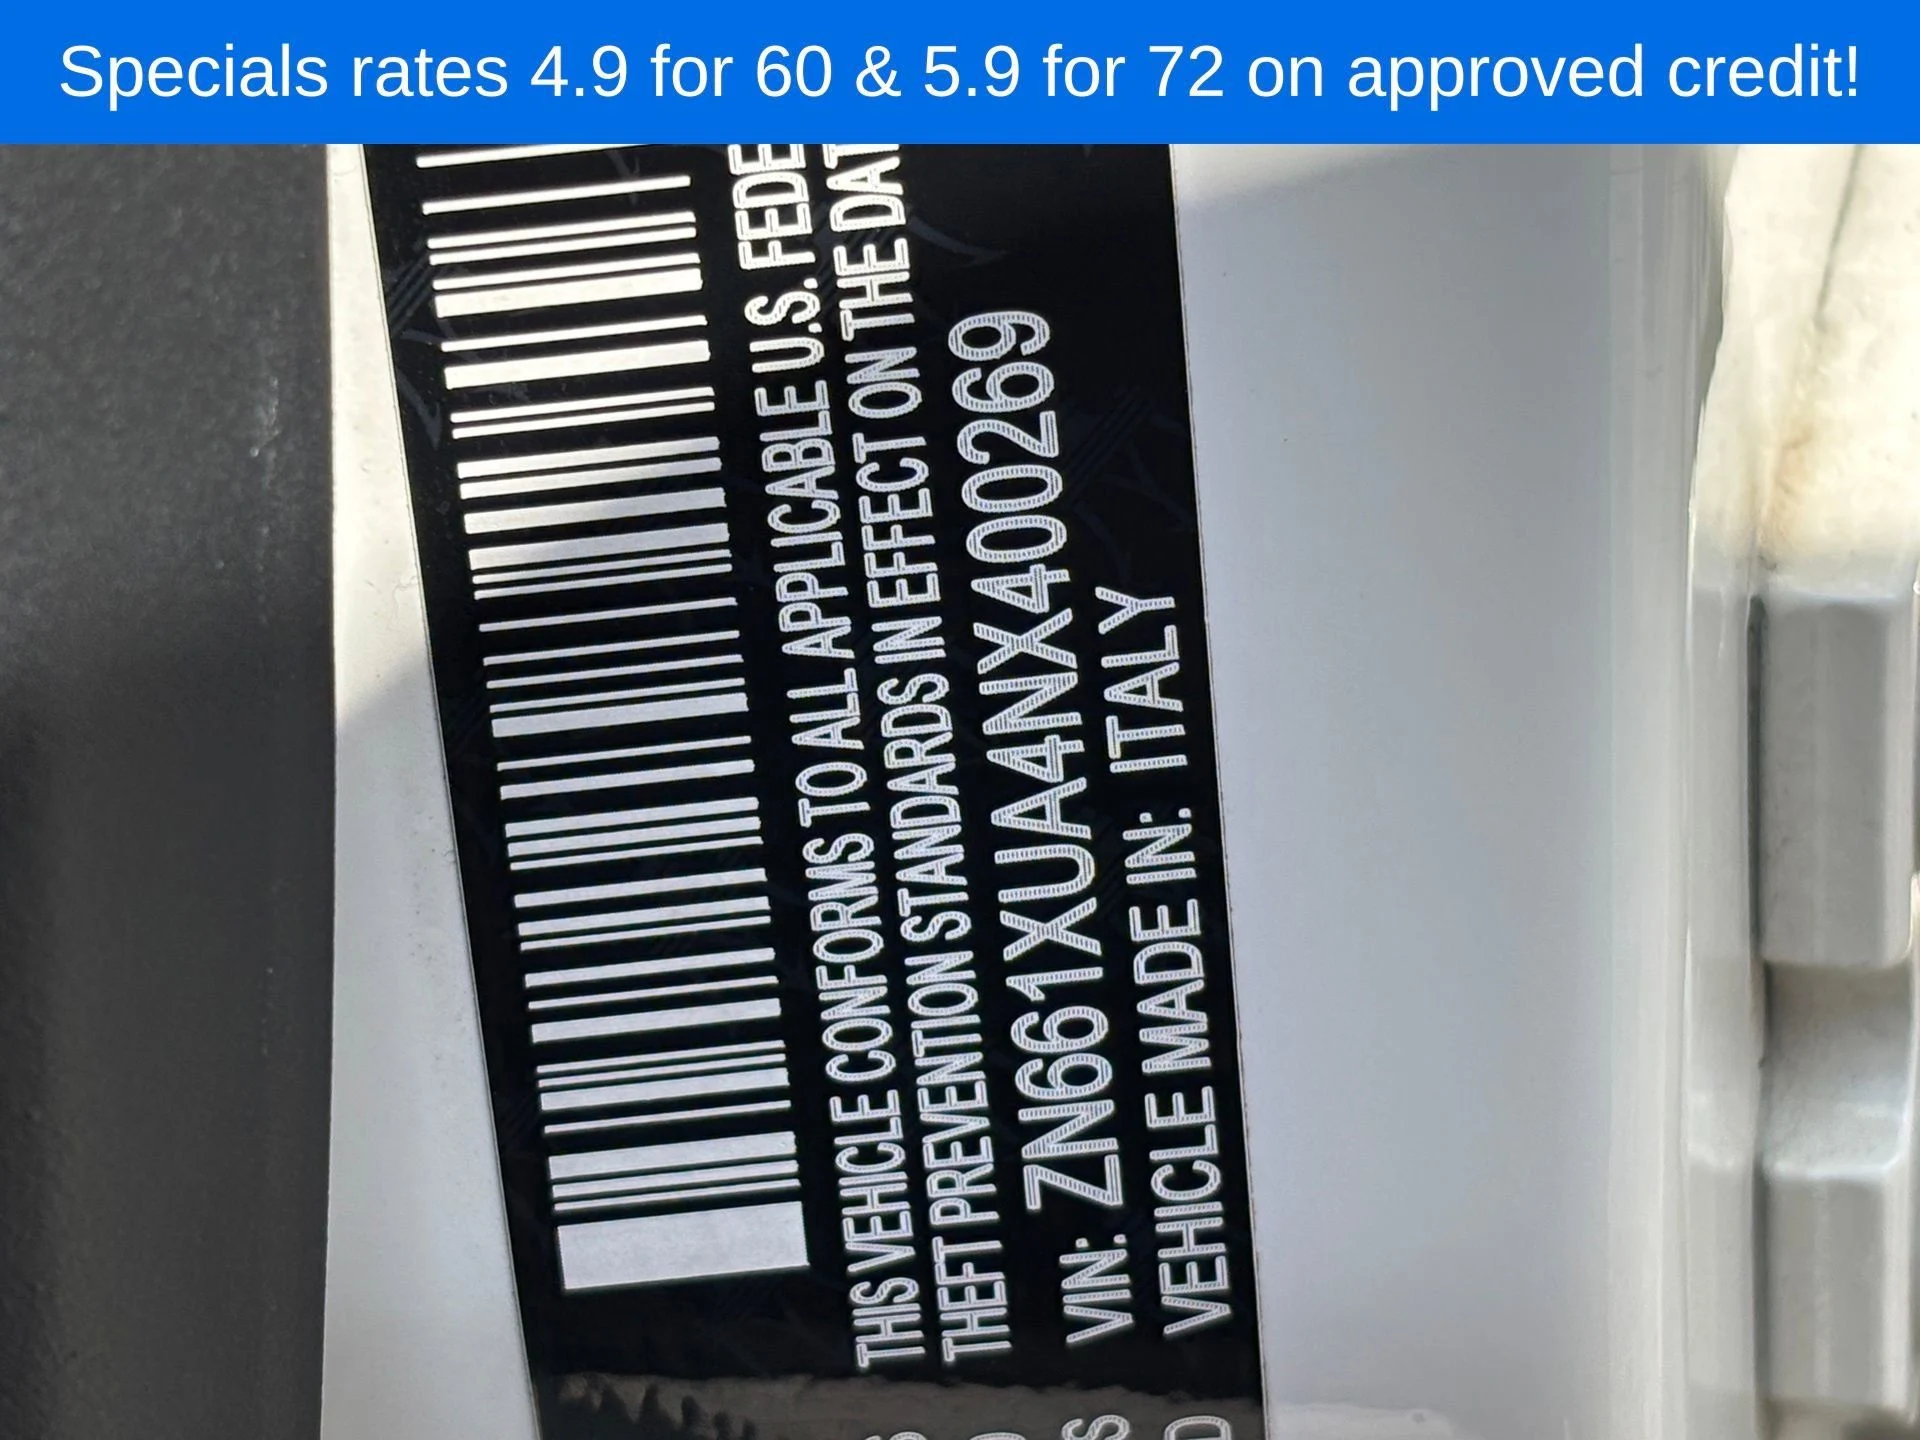 Specials rates 4.9 for 60 & 5.9 for 72 on approved credit!
THIS VEHICLE CONFORMS TO ALL APPLICABLE U.S. FEDE
THEFT PREVENTION STANDARDS IN EFFECT ON THE DAT
VIN: ZN661XUA4NX400269
VEHICLE MADE IN: ITALY